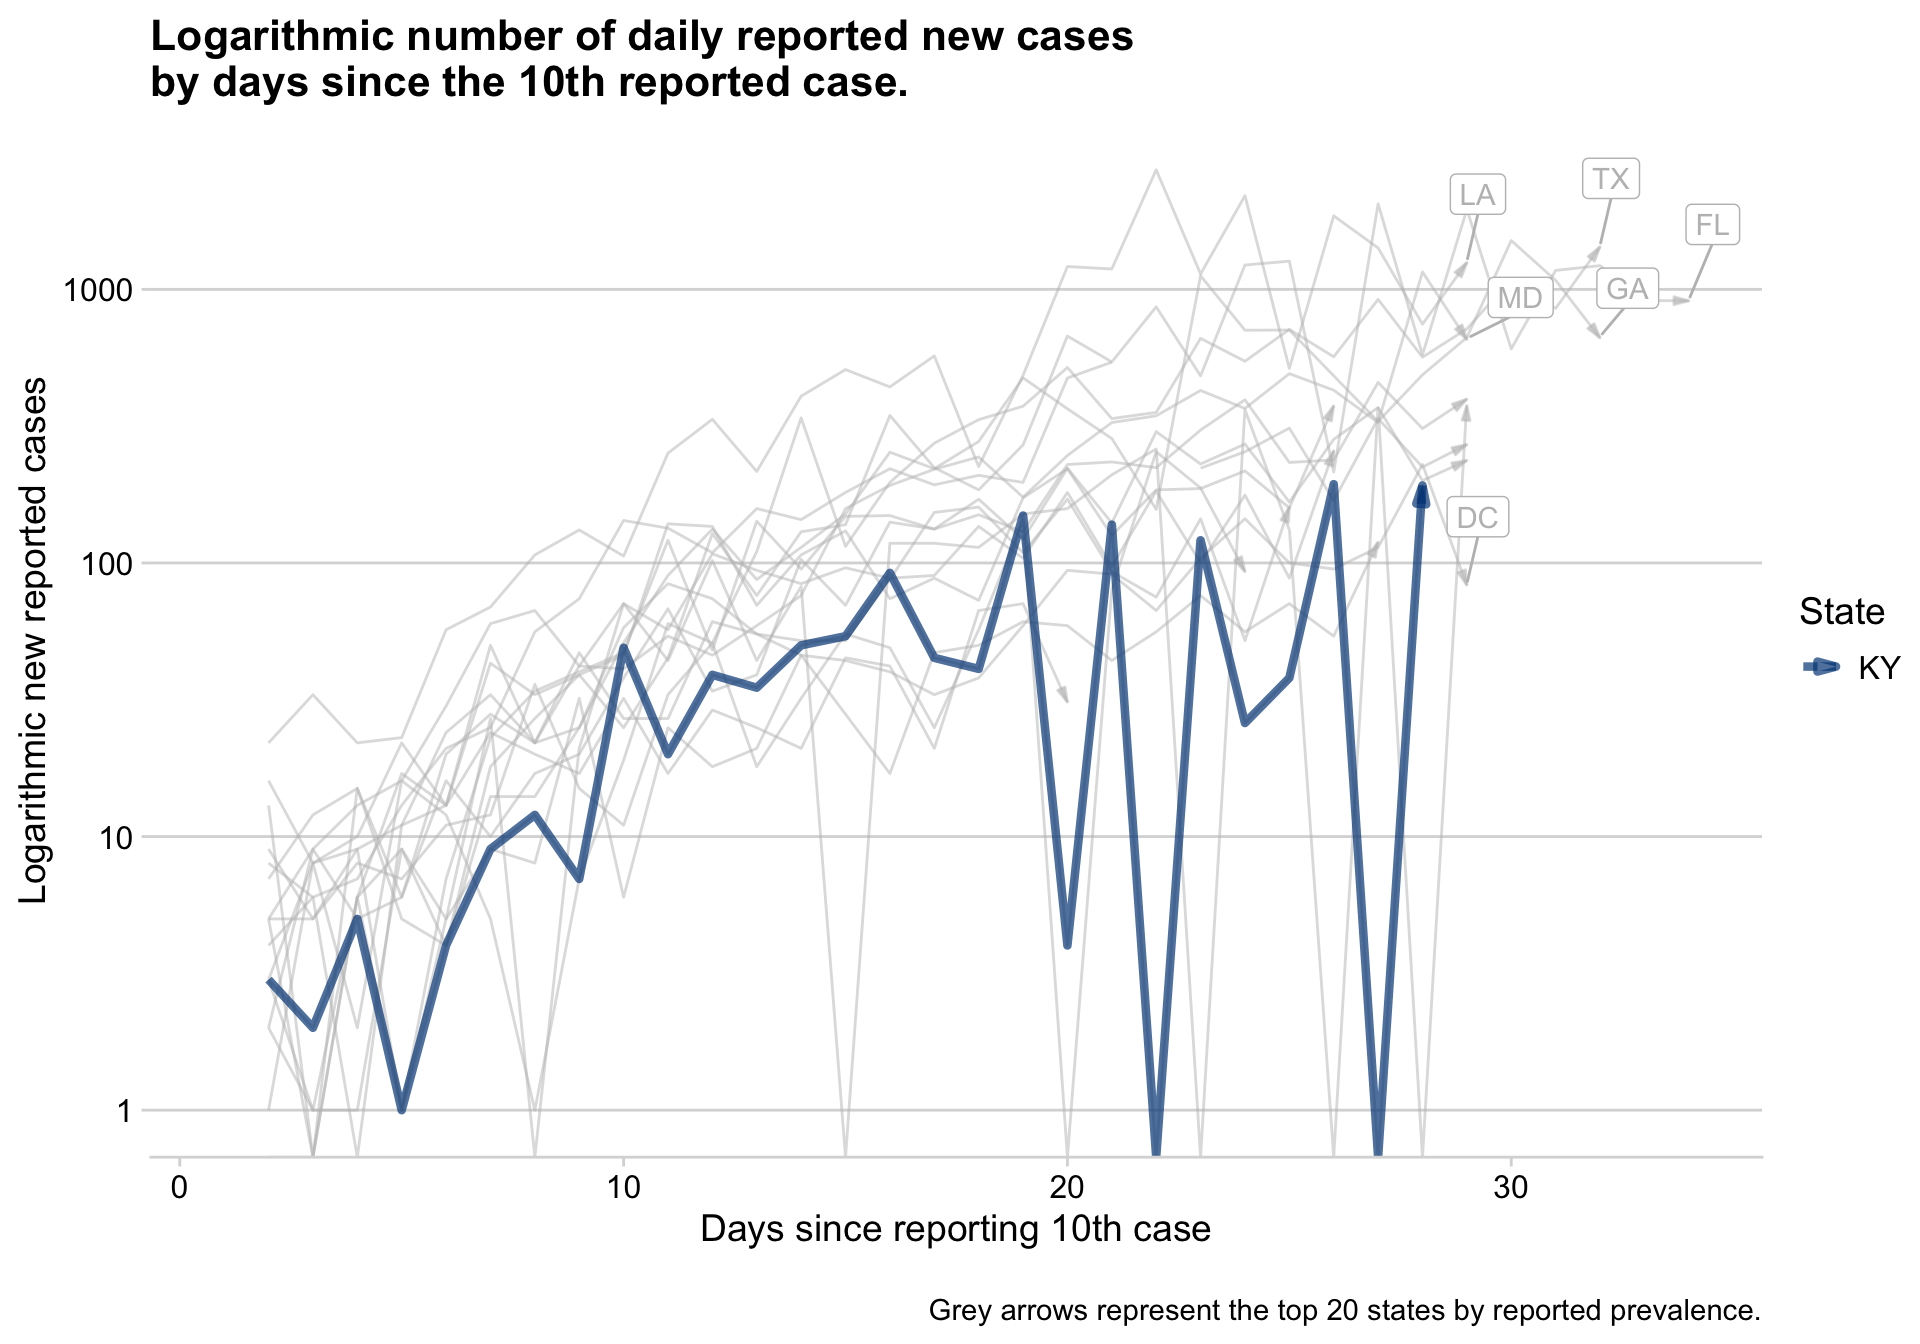 Logarithmic number of daily reported new cases
by days since the 10th reported case.
Logarithmic new reported cases
1000
100
10
1
LA
TX
FL
MD
GA
DC
State
KY
0
10
20
30
Days since reporting 10th case
Grey arrows represent the top 20 states by reported prevalence.